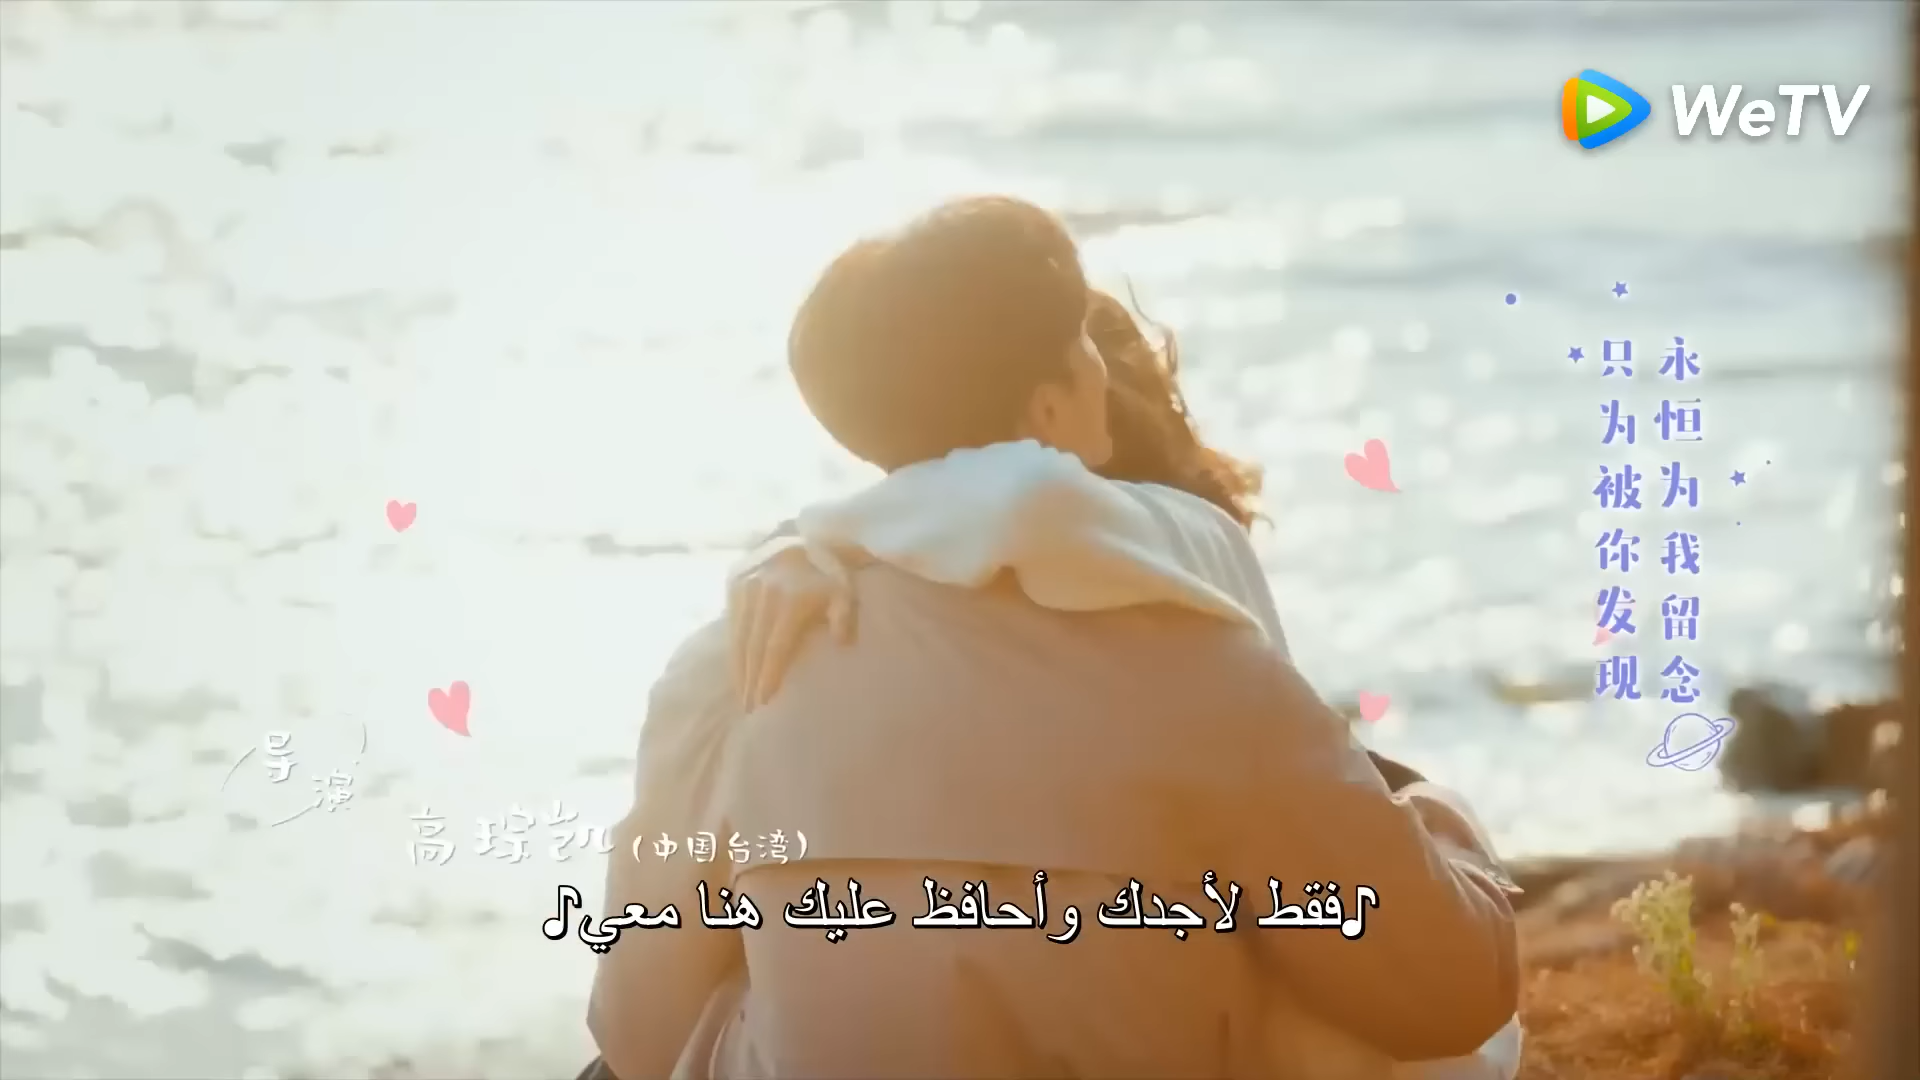 WeTV
永恒为我留念
只为被你发现
导演
高琮凯（中国台湾）
♪فقط لأجدك وأحافظ عليك هنا معي♪